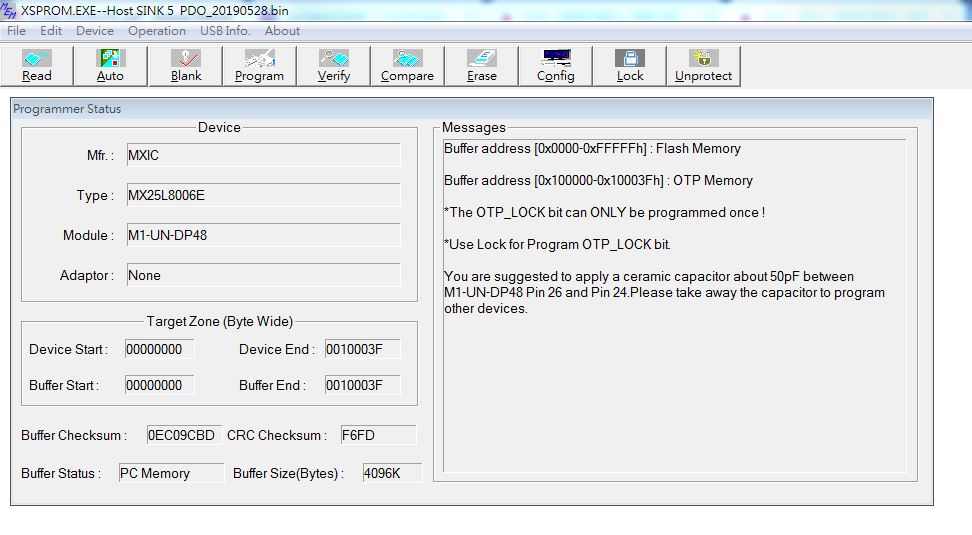 XSPROM.EXE--Host SINK 5 PDO_20190528.bin
File Edit Device Operation USB Info. About
Read Auto Blank Program Verify Compare Erase Config Lock Unprotect
Programmer Status
Device
Mfr. : MXIC
Type : MX25L8006E
Module : M1-UN-DP48
Adaptor : None
Target Zone (Byte Wide)
Device Start : 00000000 Device End : 0010003F
Buffer Start : 00000000 Buffer End : 0010003F
Buffer Checksum : 0EC09CBD CRC Checksum : F6FD
Buffer Status : PC Memory Buffer Size(Bytes) : 4096K
Messages
Buffer address [0x0000-0xFFFFFh] : Flash Memory
Buffer address [0x100000-0x10003Fh] : OTP Memory
*The OTP_LOCK bit can ONLY be programmed once !
*Use Lock for Program OTP_LOCK bit.
You are suggested to apply a ceramic capacitor about 50pF between
M1-UN-DP48 Pin 26 and Pin 24.Please take away the capacitor to program
other devices.